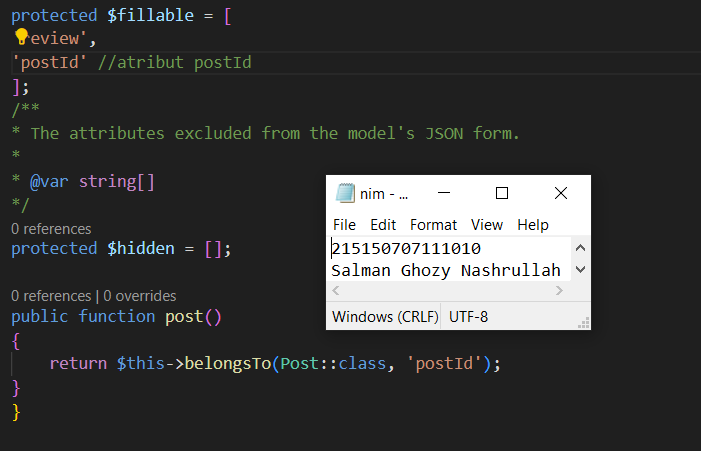 protected $fillable = [
eview',
'postId' //atribut postId
];
/**
* The attributes excluded from the model's JSON form.
*
* @var string[]
*/
0 references
protected $hidden = [];
0 references | 0 overrides
public function post()
{
return $this->belongsTo(Post::class, 'postId');
}
}
nim - ...
File Edit Format View Help
215150707111010
Salman Ghozy Nashrullah
Windows (CRLF) UTF-8